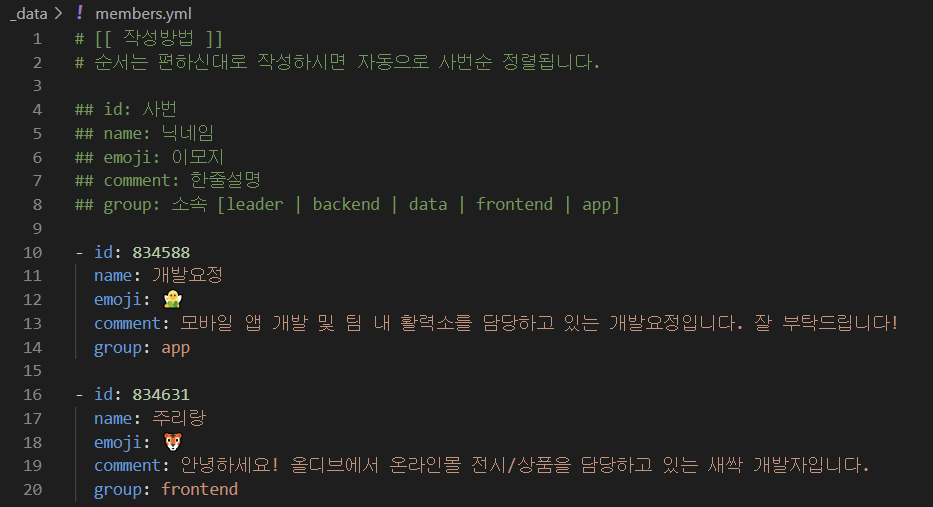 _data > ! members.yml
1 # [[ 작성방법 ]]
2 # 순서는 편하신대로 작성하시면 자동으로 사번순 정렬됩니다.
3
4 ## id: 사번
5 ## name: 닉네임
6 ## emoji: 이모지
7 ## comment: 한줄설명
8 ## group: 소속 [leader | backend | data | frontend | app]
9
10 - id: 834588
11 name: 개발요정
12 emoji: 🧚
13 comment: 모바일 앱 개발 및 팀 내 활력소를 담당하고 있는 개발요정입니다. 잘 부탁드립니다!
14 group: app
15
16 - id: 834631
17 name: 주리랑
18 emoji: 🐯
19 comment: 안녕하세요! 올디브에서 온라인몰 전시/상품을 담당하고 있는 새싹 개발자입니다.
20 group: frontend